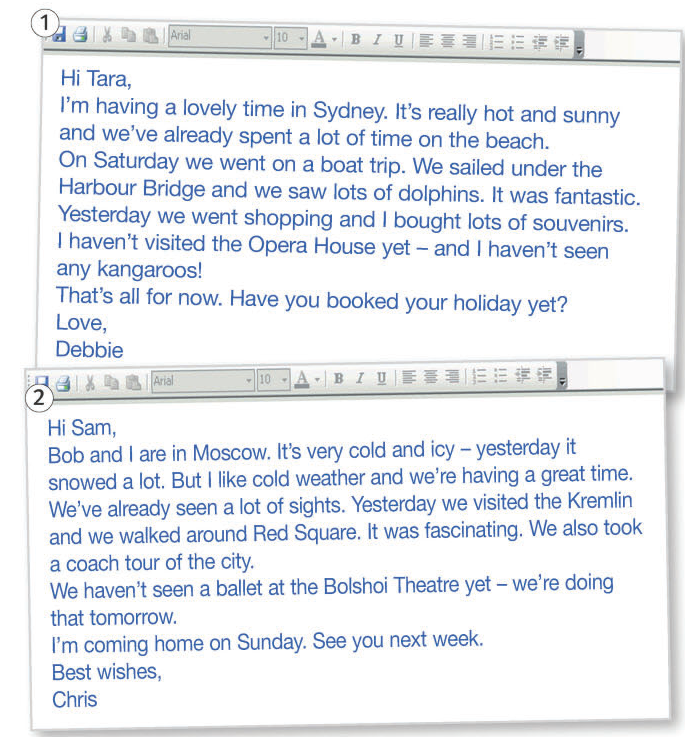 1
Arial
10
A
B I U
Hi Tara,
I'm having a lovely time in Sydney. It's really hot and sunny
and we've already spent a lot of time on the beach.
On Saturday we went on a boat trip. We sailed under the
Harbour Bridge and we saw lots of dolphins. It was fantastic.
Yesterday we went shopping and I bought lots of souvenirs.
I haven't visited the Opera House yet – and I haven't seen
any kangaroos!
That's all for now. Have you booked your holiday yet?
Love,
Debbie
2
Arial
10
A
B I U
Hi Sam,
Bob and I are in Moscow. It's very cold and icy – yesterday it
snowed a lot. But I like cold weather and we're having a great time.
We've already seen a lot of sights. Yesterday we visited the Kremlin
and we walked around Red Square. It was fascinating. We also took
a coach tour of the city.
We haven't seen a ballet at the Bolshoi Theatre yet – we're doing
that tomorrow.
I'm coming home on Sunday. See you next week.
Best wishes,
Chris